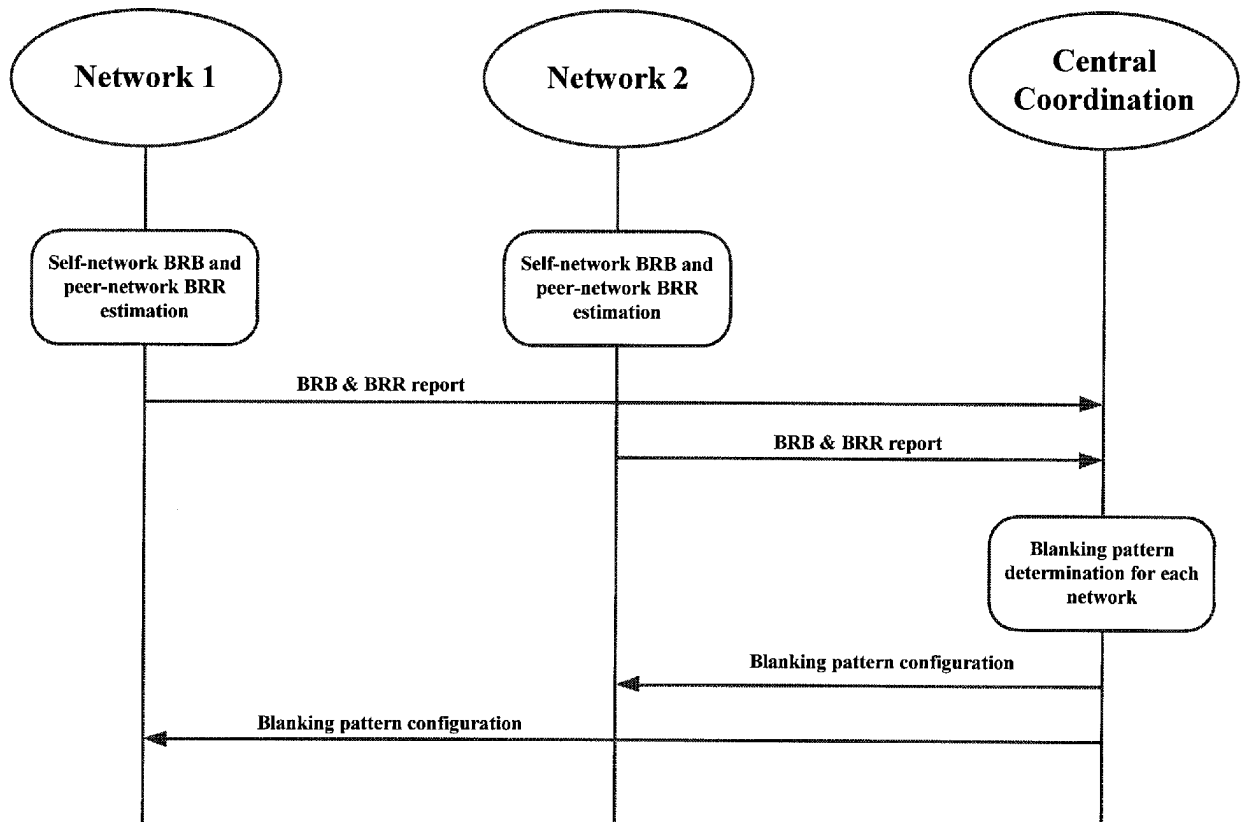 Network 1
Network 2
Central
Coordination
Self-network BRB and
peer-network BRR
estimation
Self-network BRB and
peer-network BRR
estimation
BRB & BRR report
BRB & BRR report
Blanking pattern
determination for each
network
Blanking pattern configuration
Blanking pattern configuration